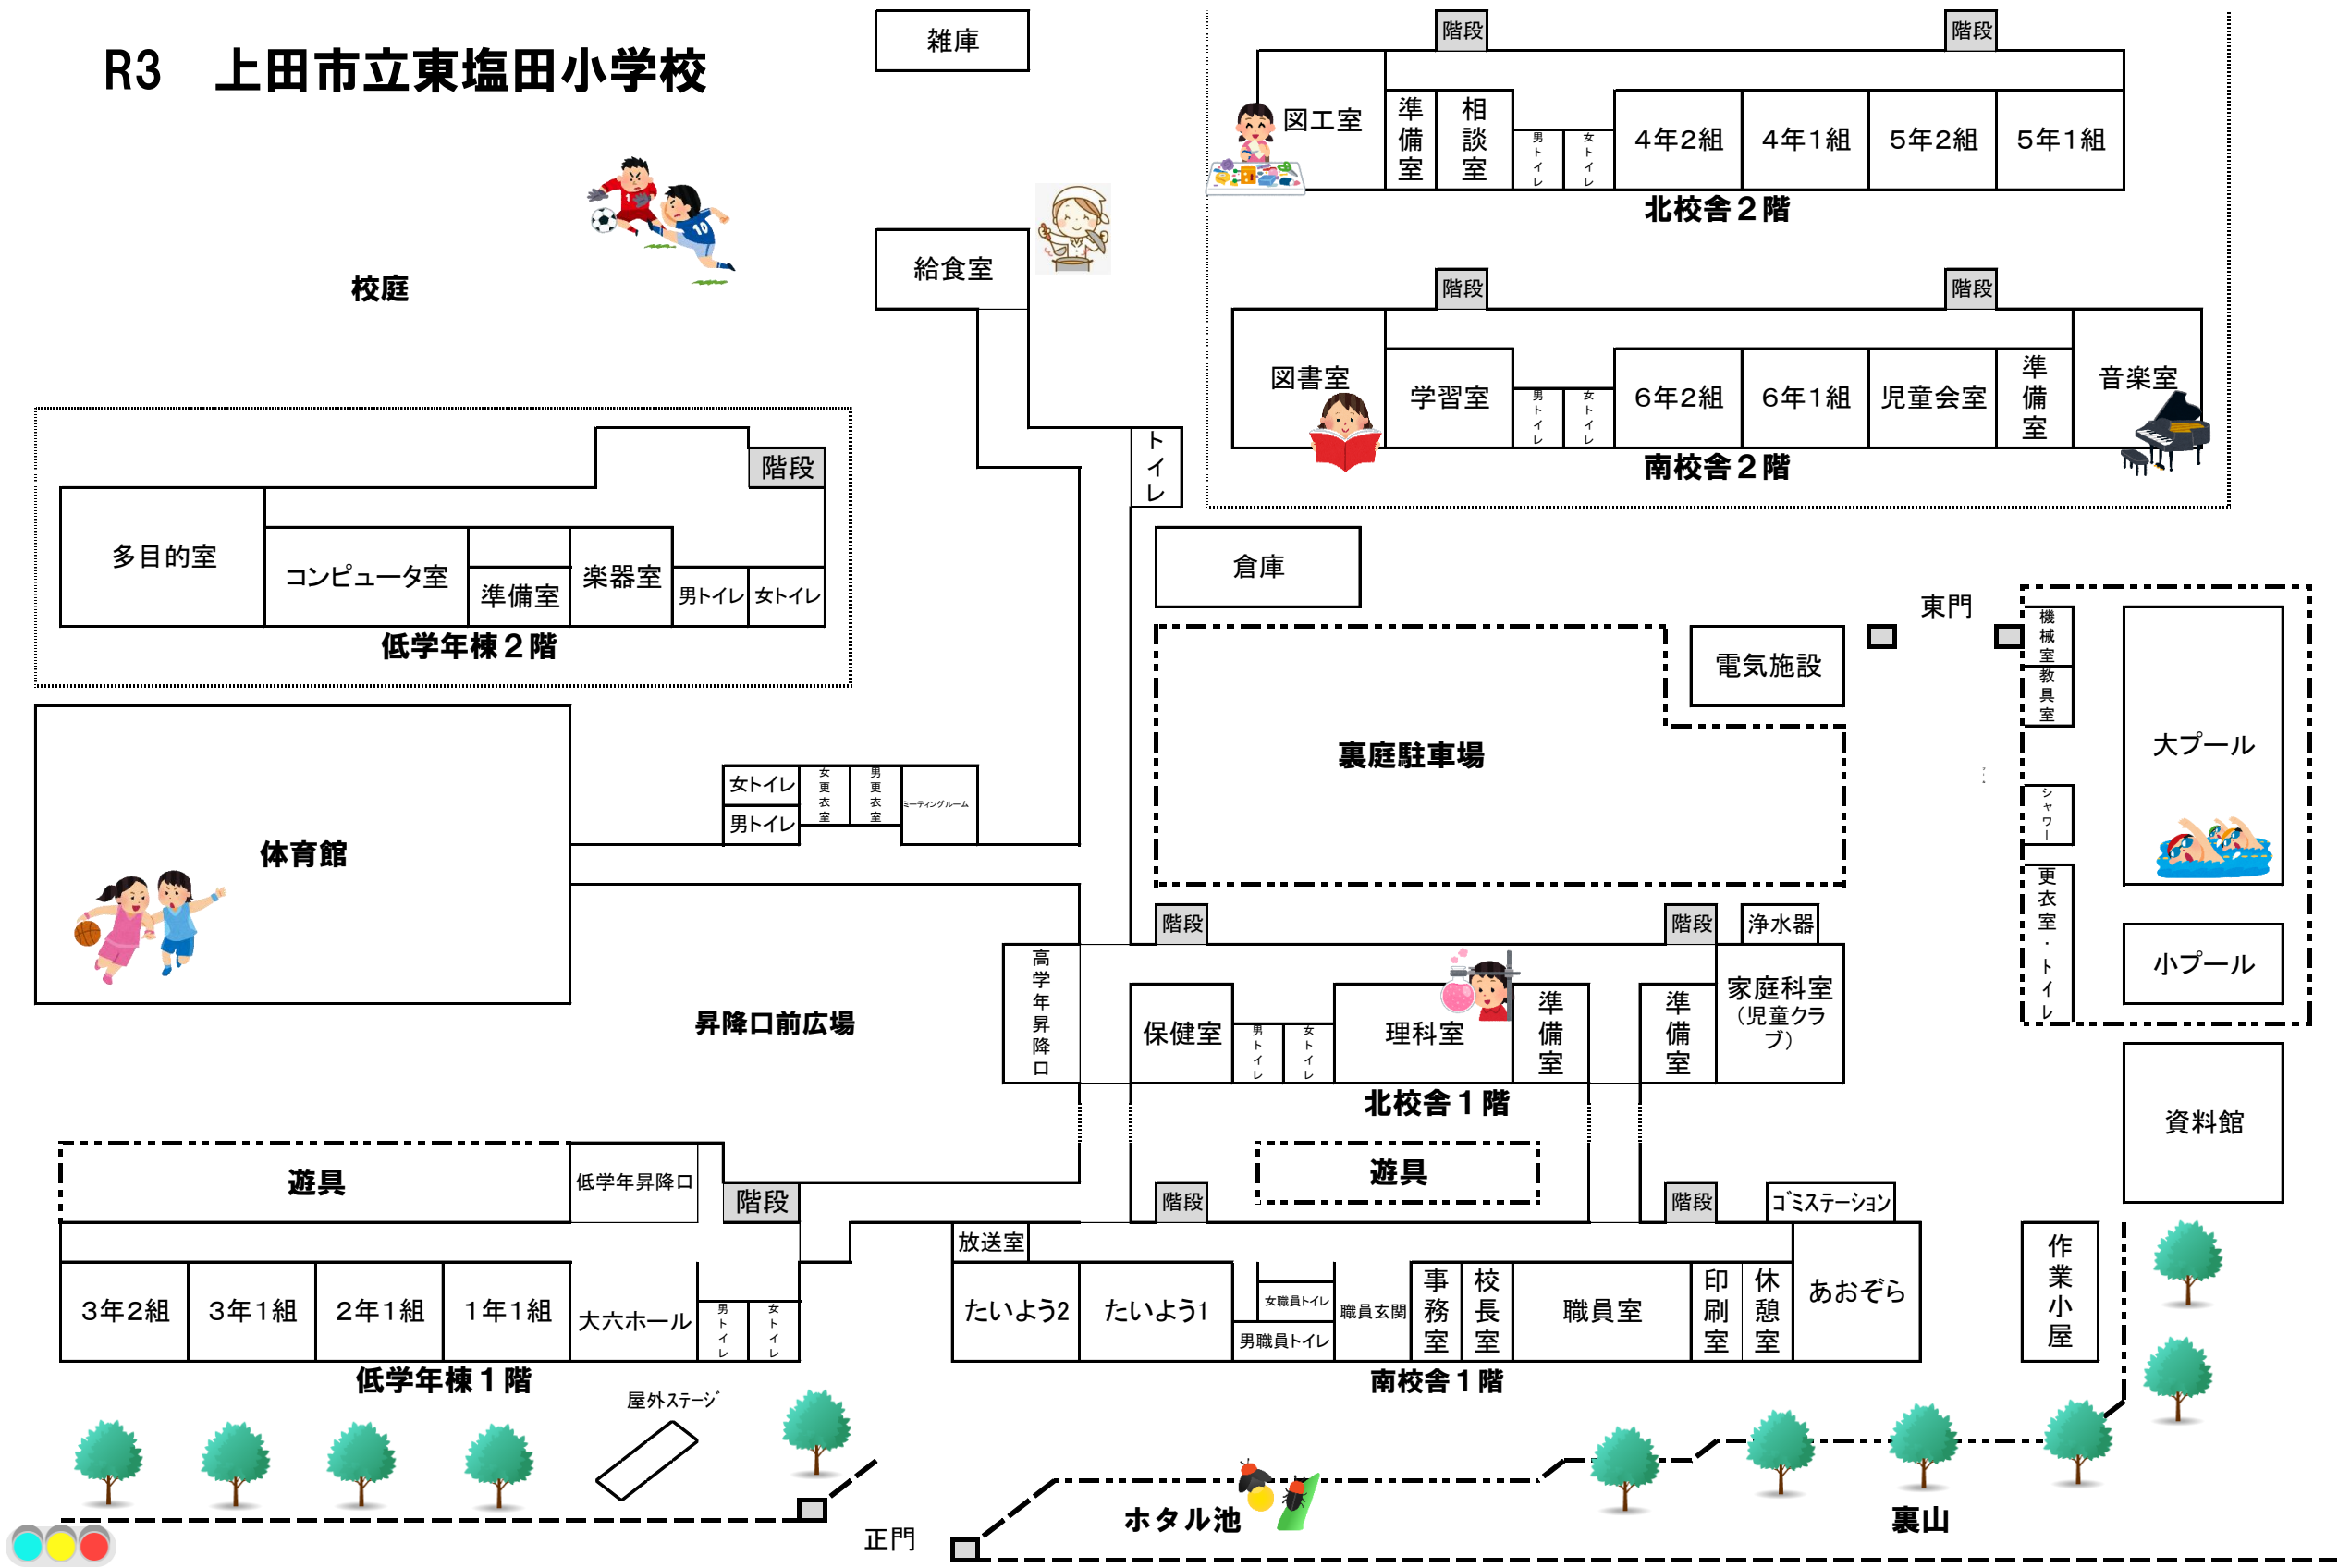 R3　上田市立東塩田小学校
雑庫
階段
階段
図工室
準備室
相談室
男トイレ
女トイレ
４年２組
４年１組
５年２組
５年１組
北校舎２階
校庭
給食室
階段
階段
図書室
学習室
男トイレ
女トイレ
６年２組
６年１組
児童会室
準備室
音楽室
南校舎２階
階段
多目的室
コンピュータ室
準備室
楽器室
男トイレ
女トイレ
低学年棟２階
トイレ
倉庫
東門
電気施設
裏庭駐車場
機械室
教具室
シャワー
更衣室・トイレ
大プール
小プール
体育館
女トイレ
男トイレ
女更衣室
男更衣室
ミーティングルーム
昇降口前広場
高学年昇降口
階段
階段
浄水器
保健室
男トイレ
女トイレ
理科室
準備室
準備室
家庭科室
（児童クラ
ブ）
北校舎１階
資料館
遊具
低学年昇降口
階段
遊具
階段
階段
ｺﾞﾐｽﾃｰｼｮﾝ
３年２組
３年１組
２年１組
１年１組
大六ホール
男トイレ
女トイレ
低学年棟１階
放送室
たいよう2
たいよう1
女職員トイレ
男職員トイレ
職員玄関
事務室
校長室
職員室
印刷室
休憩室
あおぞら
南校舎１階
作業小屋
屋外ｽﾃｰｼﾞ
正門
ホタル池
裏山